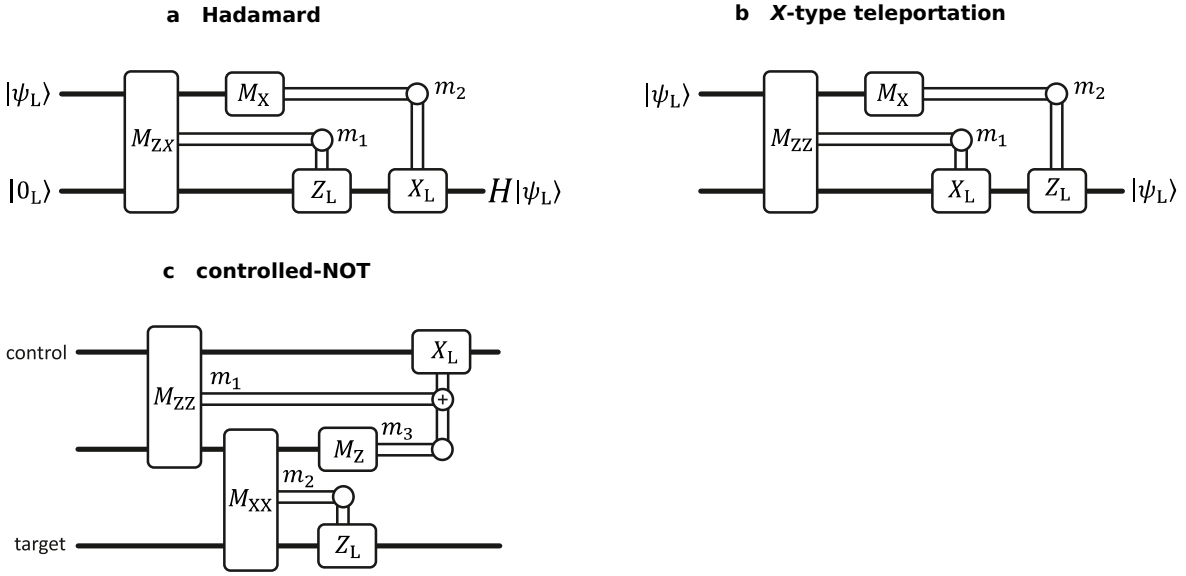 a Hadamard
|ψL⟩ MZX MX m2
m1
|0L⟩ ZL XL H|ψL⟩
b X-type teleportation
|ψL⟩ MZZ MX m2
m1
XL ZL |ψL⟩
c controlled-NOT
control XL
MZZ m1 +
MZ m3
MXX m2
target ZL